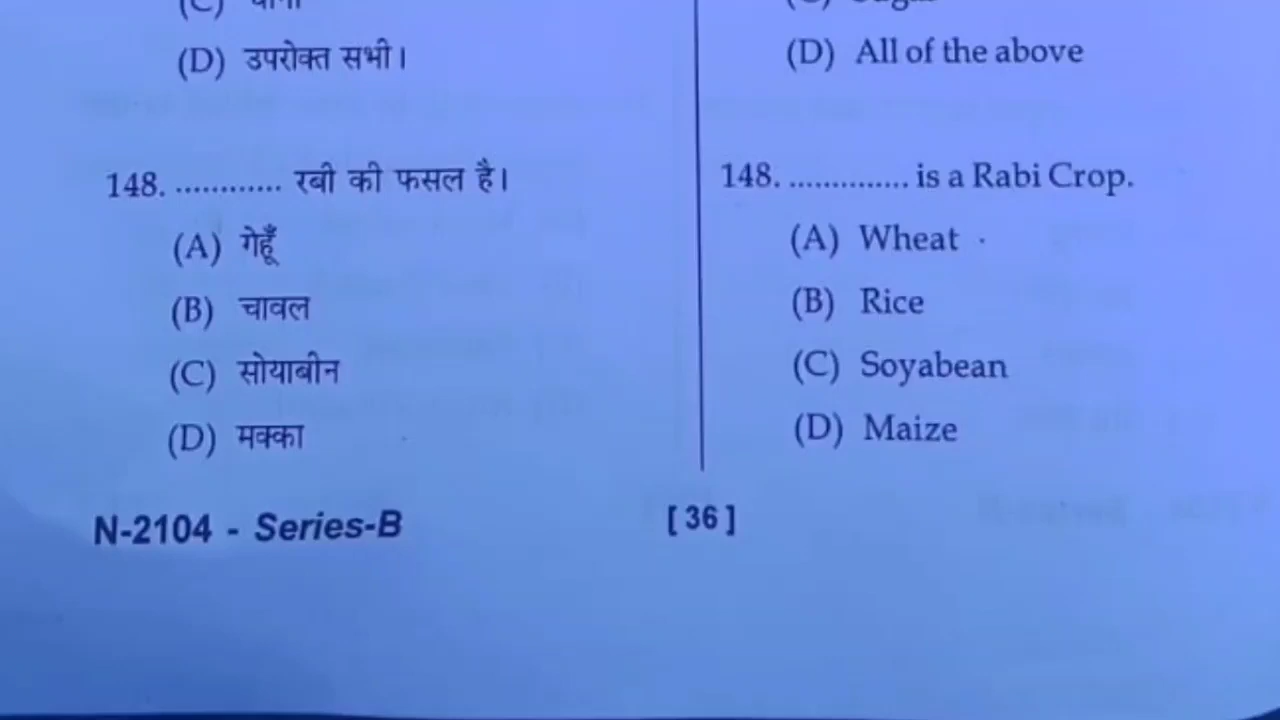 (D) उपरोक्त सभी।
148. ............ रबी की फसल है।
(A) गेहूँ
(B) चावल
(C) सोयाबीन
(D) मक्का
(D) All of the above
148. .............. is a Rabi Crop.
(A) Wheat
(B) Rice
(C) Soyabean
(D) Maize
N-2104 - Series-B
[ 36 ]